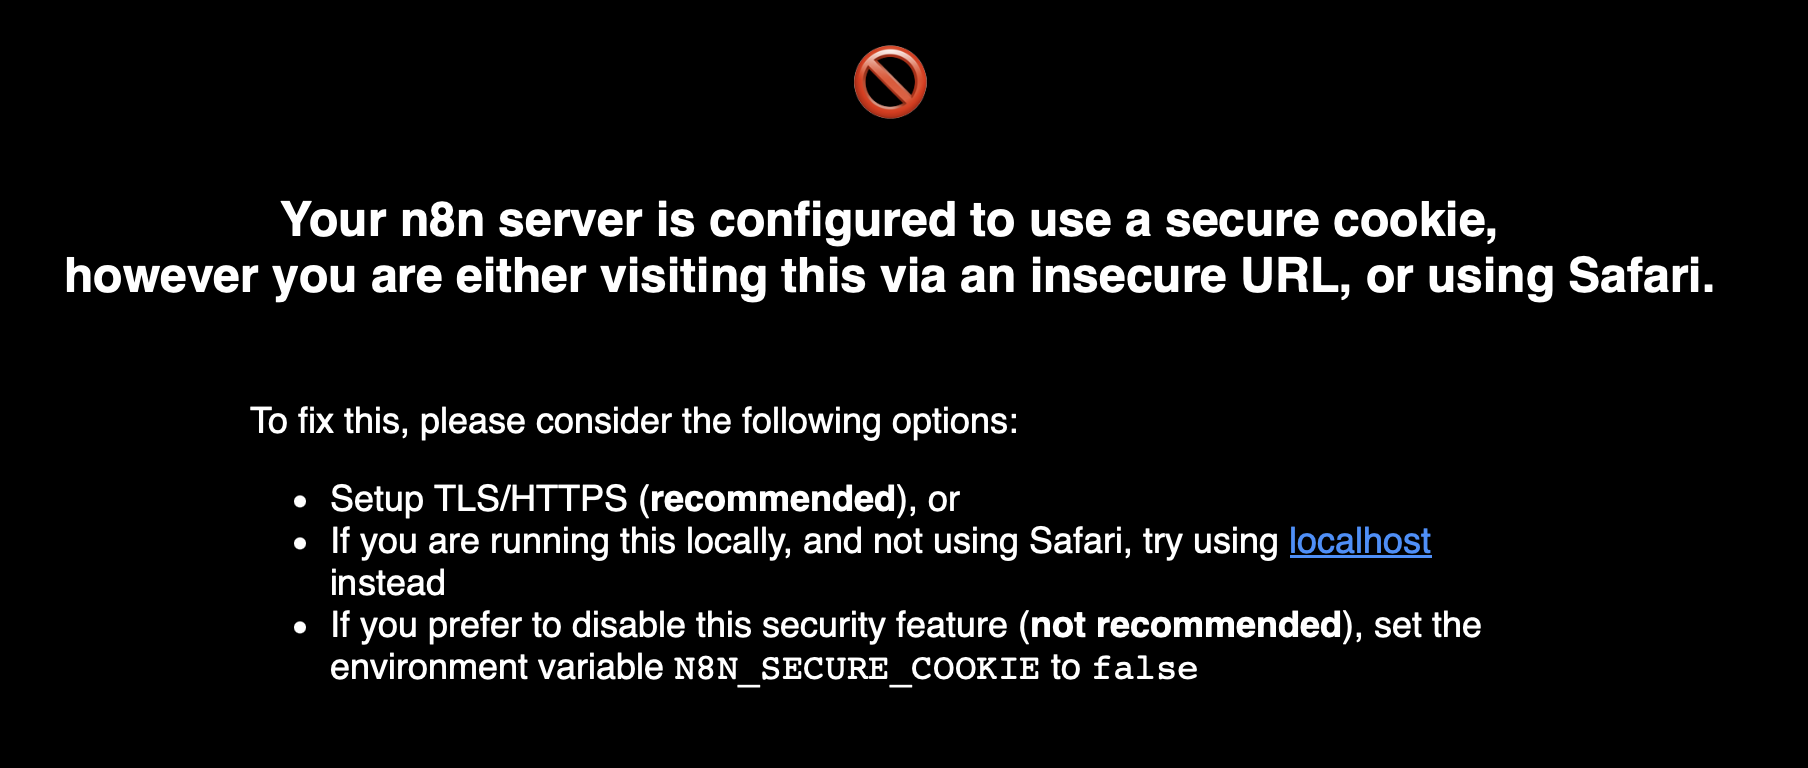 Your n8n server is configured to use a secure cookie,
however you are either visiting this via an insecure URL, or using Safari.
To fix this, please consider the following options:
• Setup TLS/HTTPS (recommended), or
• If you are running this locally, and not using Safari, try using localhost
instead
• If you prefer to disable this security feature (not recommended), set the
environment variable N8N_SECURE_COOKIE to false